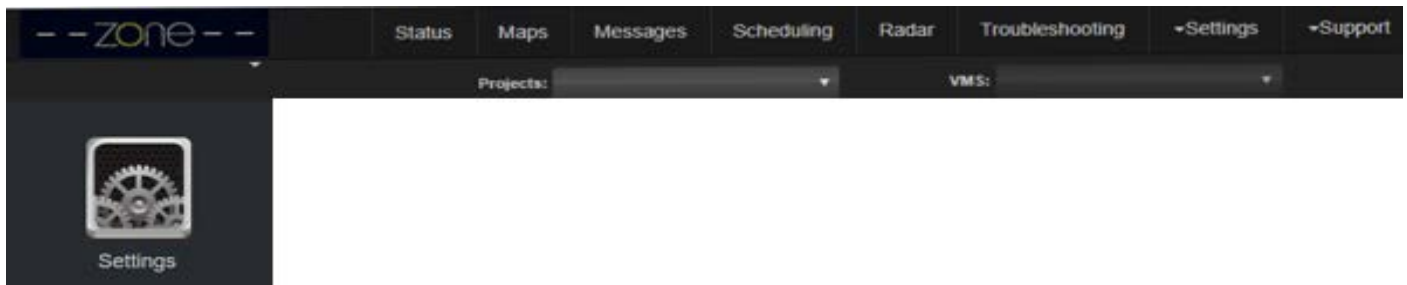 --zone-- Status Maps Messages Scheduling Radar Troubleshooting Settings Support
Projects: VMS:
Settings